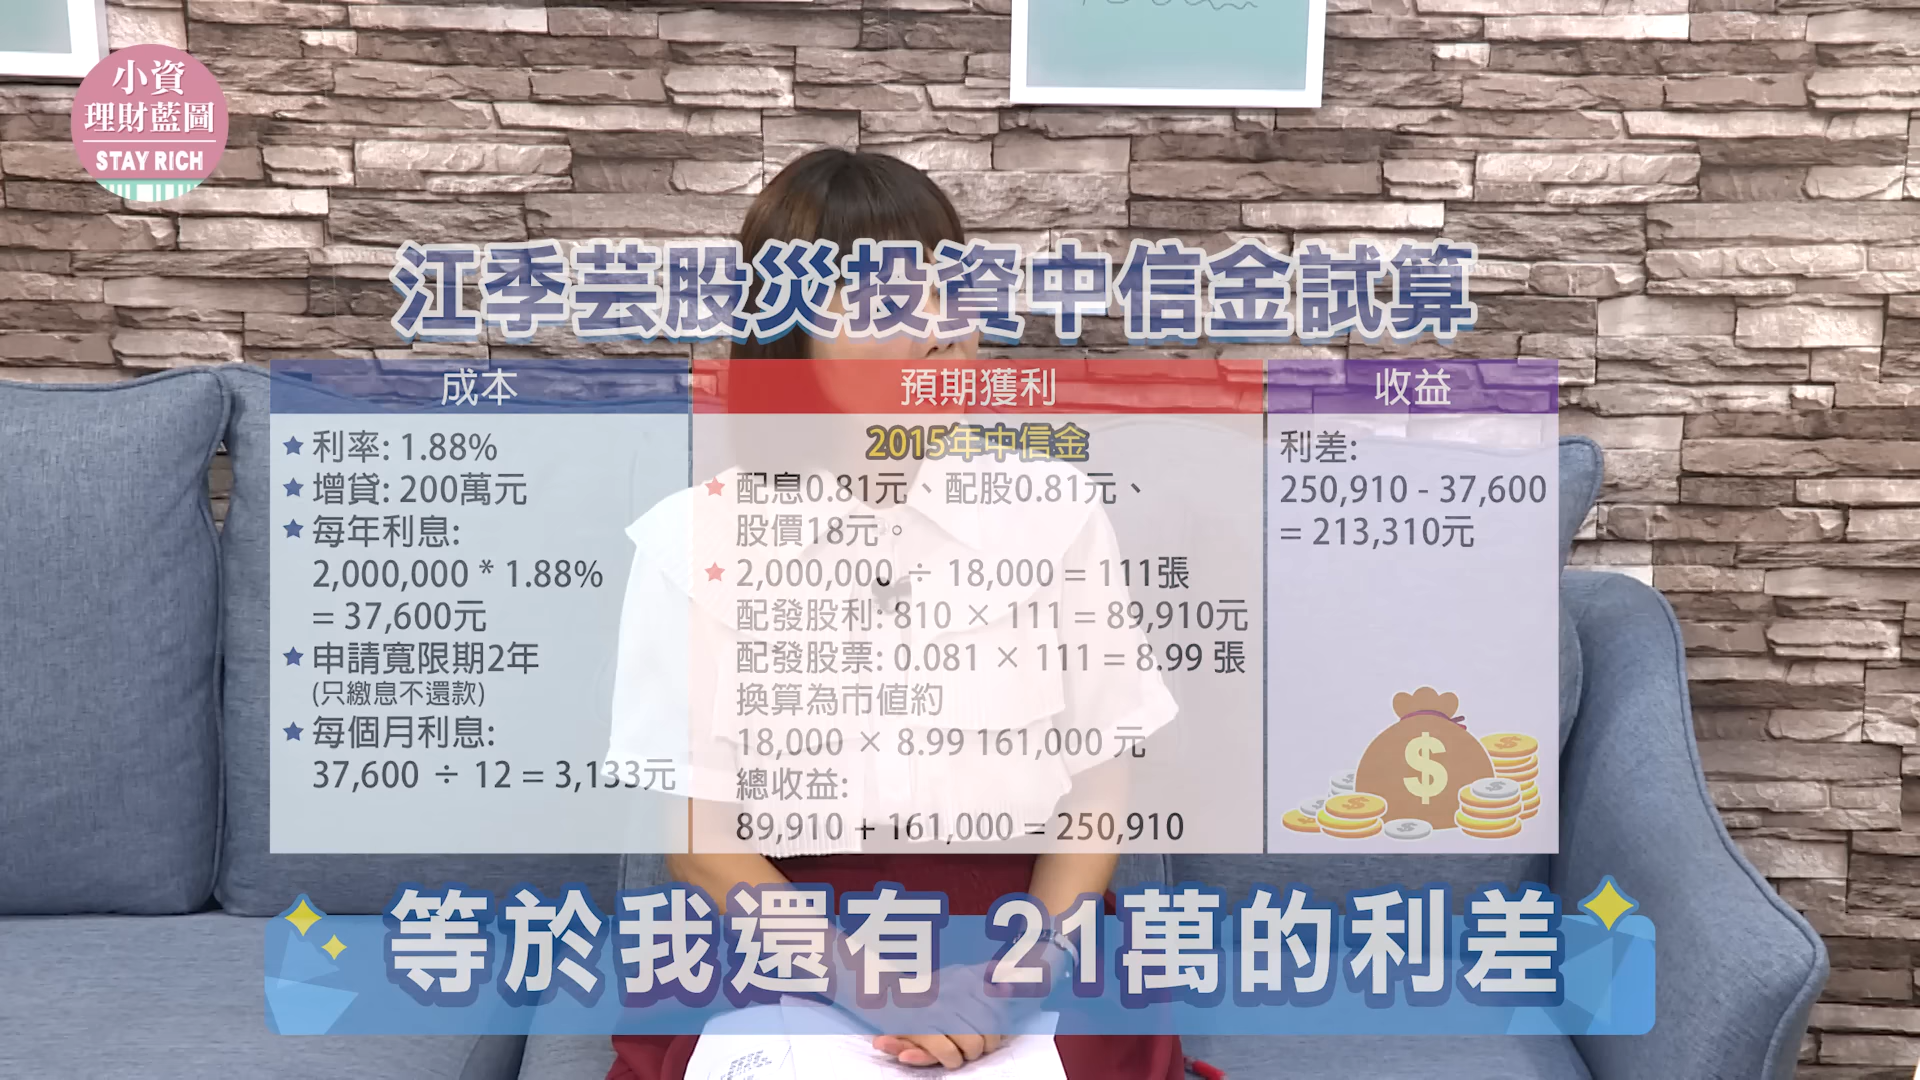 小資
理財藍圖
STAY RICH
江季芸股災投資中信金試算
成本
★ 利率: 1.88%
★ 增貸: 200萬元
★ 每年利息:
2,000,000 * 1.88%
= 37,600元
★ 申請寬限期2年
(只繳息不還款)
★ 每個月利息:
37,600 ÷ 12 = 3,133元
預期獲利
2015年中信金
★ 配息0.81元、配股0.81元、
股價18元。
★ 2,000,000 ÷ 18,000 = 111張
配發股利: 810 × 111 = 89,910元
配發股票: 0.081 × 111 = 8.99 張
換算為市值約
18,000 × 8.99 161,000 元
總收益:
89,910 + 161,000 = 250,910
收益
利差:
250,910 - 37,600
= 213,310元
$
等於我還有 21萬的利差